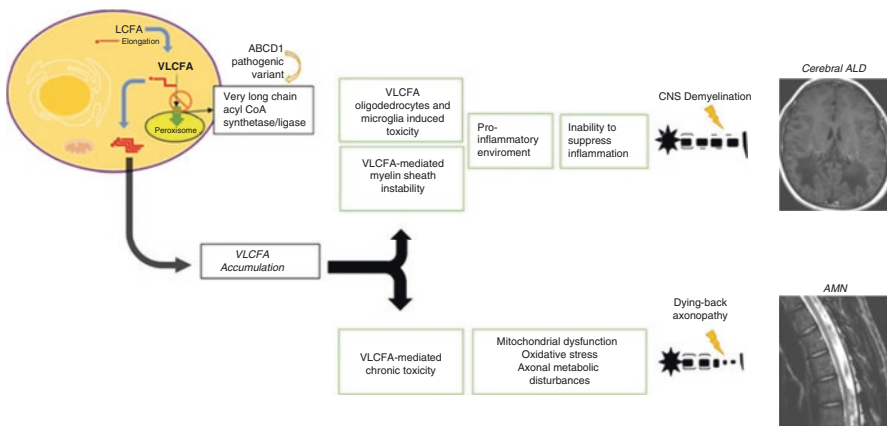 LCFA
Elongation
VLCFA
Peroxisome
ABCD1
pathogenic
variant
Very long chain
acyl CoA
synthetase/ligase
VLCFA
Accumulation
VLCFA
oligodedrocytes and
microglia induced
toxicity
VLCFA-mediated
myelin sheath
instability
Pro-
inflammatory
enviroment
Inability to
suppress
inflammation
CNS Demyelination
Cerebral ALD
VLCFA-mediated
chronic toxicity
Mitochondrial dysfunction
Oxidative stress
Axonal metabolic
disturbances
Dying-back
axonopathy
AMN